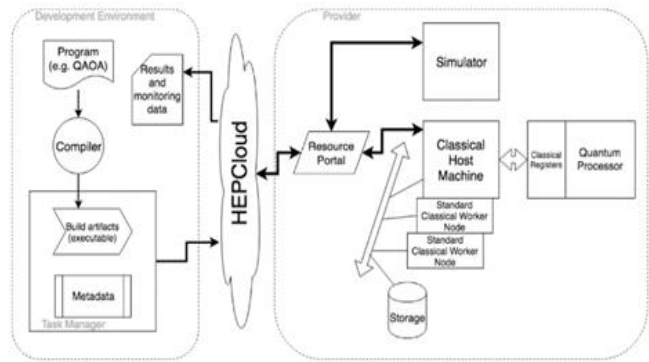 Development Environment
Program
(e.g. QAOA)
Results
and
monitoring
data
Compiler
Build artifacts
(executable)
Metadata
Task Manager
HEPCloud
Provider
Simulator
Resource
Portal
Classical
Host
Machine
Classical
Registers
Quantum
Processor
Standard
Classical Worker
Node
Standard
Classical Worker
Node
Storage